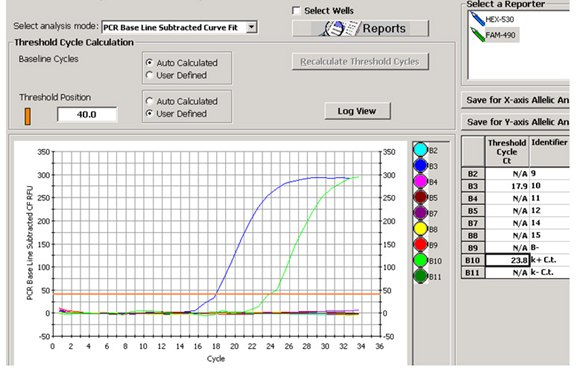 Select analysis mode: PCR Base Line Subtracted Curve Fit
Select Wells
Reports
Threshold Cycle Calculation
Baseline Cycles
Auto Calculated
User Defined
Recalculate Threshold Cycles
Threshold Position
Auto Calculated
User Defined
40.0
Log View
Select a Reporter
HEX-530
FAM-490
Save for X-axis Allelic An
Save for Y-axis Allelic An
PCR Base Line Subtracted CF RFU
350 350
300 300
250 250
200 200
150 150
100 100
50 50
0 0
-50 -50
0 2 4 6 8 10 12 14 16 18 20 22 24 26 28 30 32 34 36
Cycle
B2
B3
B4
B5
B7
B8
B9
B10
B11
Threshold Cycle Ct Identifier
B2 N/A 9
B3 17.9 10
B4 N/A 11
B5 N/A 12
B7 N/A 14
B8 N/A 15
B9 N/A B-
B10 23.8 k+ C.t.
B11 N/A k- C.t.